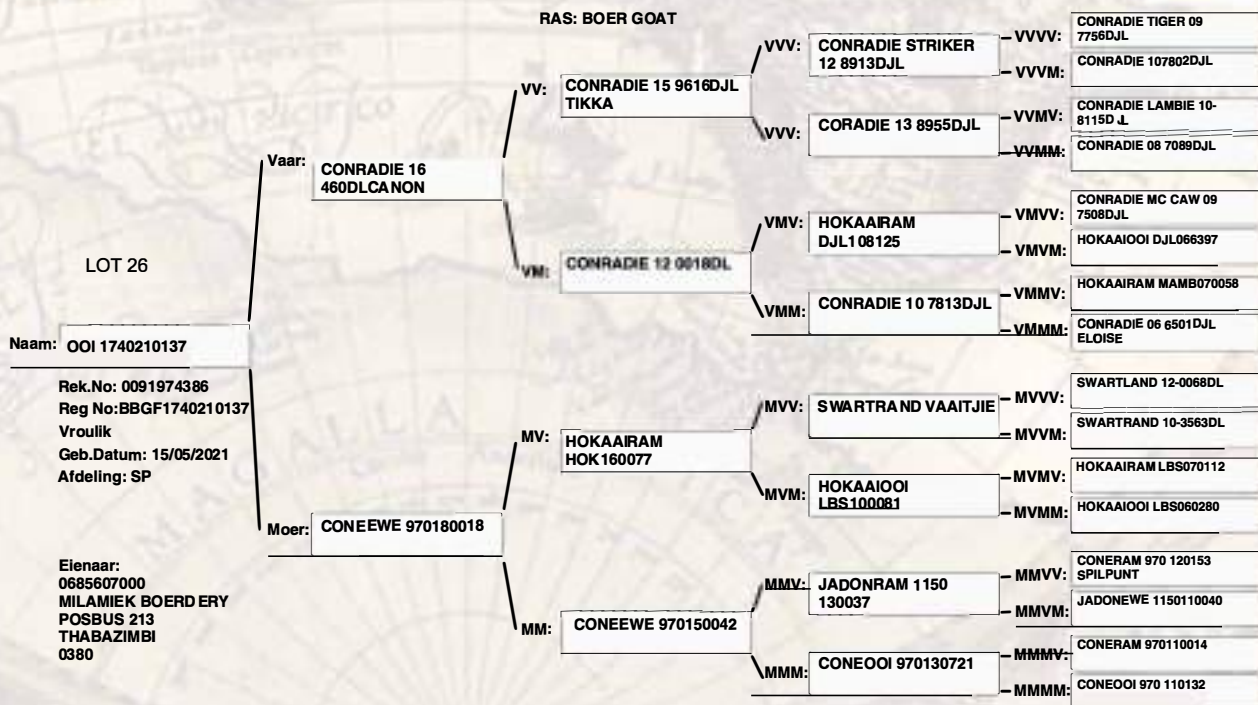 RAS: BOER GOAT
LOT 26
Naam: OOI 1740210137
Rek.No: 0091974386
Reg No:BBGF1740210137
Vroulik
Geb.Datum: 15/05/2021
Afdeling: SP
Eienaar:
0685607000
MILAMIEK BOERDERY
POSBUS 213
THABAZIMBI
0380
Vaar: CONRADIE 16
460DLCANON
Moer: CONEEWE 970180018
VV: CONRADIE 15 9616DJL
TIKKA
VM: CONRADIE 12 0018DL
MV: HOKAAIRAM
HOK160077
MM: CONEEWE 970150042
VVV: CONRADIE STRIKER
12 8913DJL
VVV: CORADIE 13 8955DJL
VMV: HOKAAIRAM
DJL108125
VMM: CONRADIE 10 7813DJL
MVV: SWARTRAND VAAITJIE
MVM: HOKAAIOOI
LBS100081
MMV: JADONRAM 1150
130037
MMM: CONEOOI 970130721
VVVV: CONRADIE TIGER 09
7756DJL
VVVM: CONRADIE 107802DJL
VVMV: CONRADIE LAMBIE 10-
8115D JL
VVMM: CONRADIE 08 7089DJL
VMVV: CONRADIE MC CAW 09
7508DJL
VMVM: HOKAAIOOI DJL066397
VMMV: HOKAAIRAM MAMB070058
VMMM: CONRADIE 06 6501DJL
ELOISE
MVVV: SWARTLAND 12-0068DL
MVVM: SWARTRAND 10-3563DL
MVMV: HOKAAIRAM LBS070112
MVMM: HOKAAIOOI LBS060280
MMVV: CONERAM 970 120153
SPILPUNT
MMVM: JADONEWE 1150110040
MMMV: CONERAM 970110014
MMMM: CONEOOI 970 110132